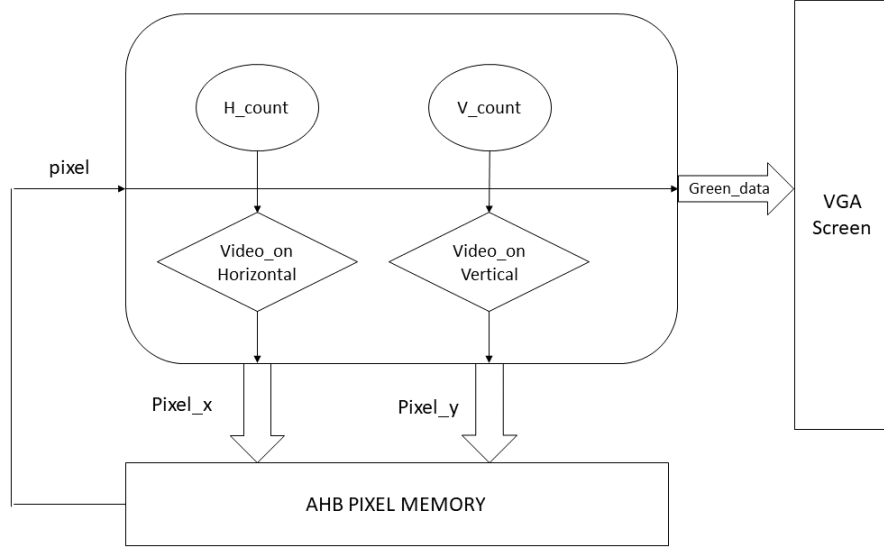 H_count
V_count
pixel
Green_data
VGA
Screen
Video_on
Horizontal
Video_on
Vertical
Pixel_x
Pixel_y
AHB PIXEL MEMORY